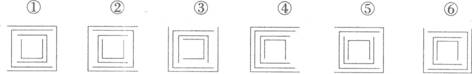 ① ② ③ ④ ⑤ ⑥